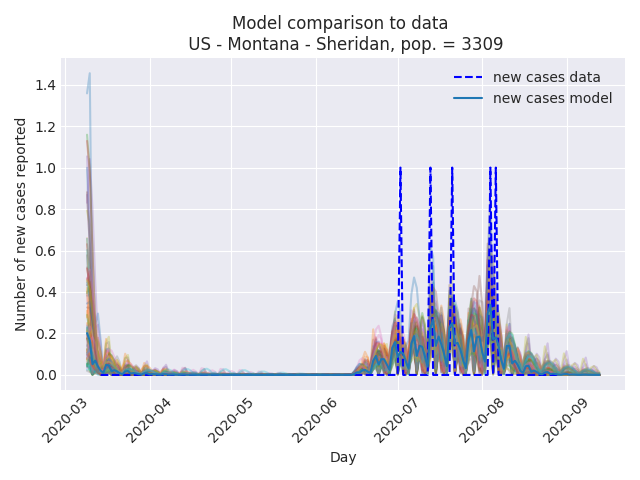 Model comparison to data
US - Montana - Sheridan, pop. = 3309
new cases data
new cases model
Number of new cases reported
1.4
1.2
1.0
0.8
0.6
0.4
0.2
0.0
2020-03
2020-04
2020-05
2020-06
2020-07
2020-08
2020-09
Day